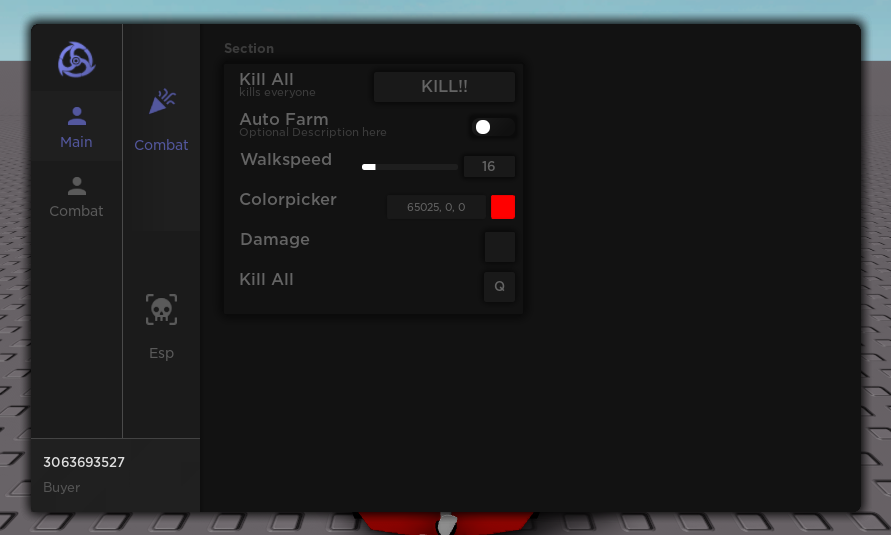 Section
Kill All
kills everyone
KILL!!
Auto Farm
Optional Description here
Walkspeed
16
Colorpicker
65025, 0, 0
Damage
Kill All
Q
Main
Combat
Combat
Esp
3063693527
Buyer